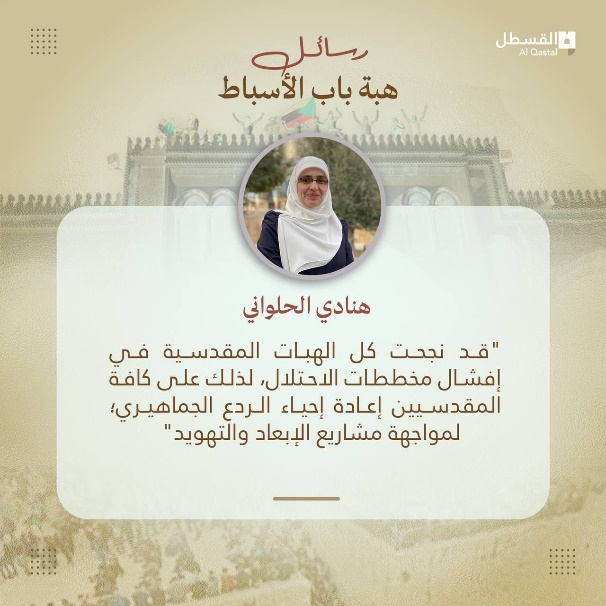 القسطل
Al Qastal
رسائل
هبة باب الأسباط
هنادي الحلواني
"قد نجحت كل الهبات المقدسية في
إفشال مخططات الاحتلال، لذلك على كافة
المقدسيين إعادة إحياء الردع الجماهيري؛
لمواجهة مشاريع الإبعاد والتهويد"